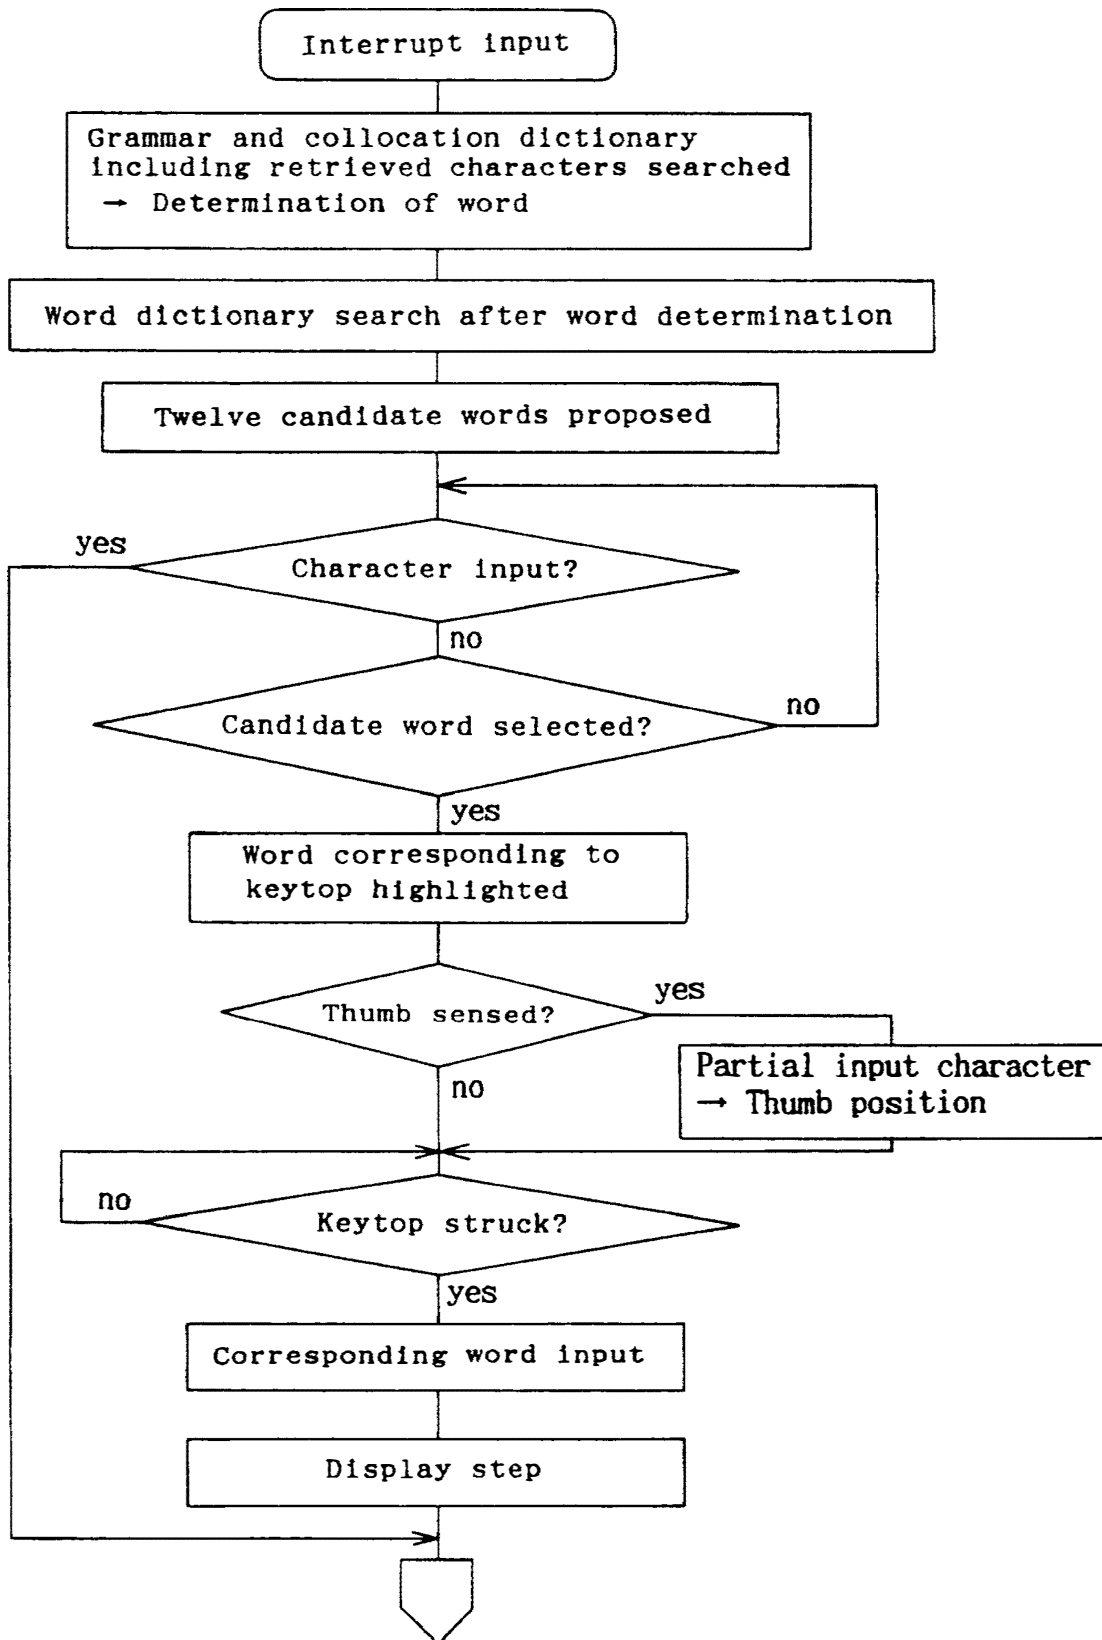 Interrupt input
Grammar and collocation dictionary
including retrieved characters searched
→ Determination of word
Word dictionary search after word determination
Twelve candidate words proposed
yes
Character input?
no
Candidate word selected?
no
yes
Word corresponding to
keytop highlighted
Thumb sensed?
yes
Partial input character
→ Thumb position
no
no
Keytop struck?
yes
Corresponding word input
Display step